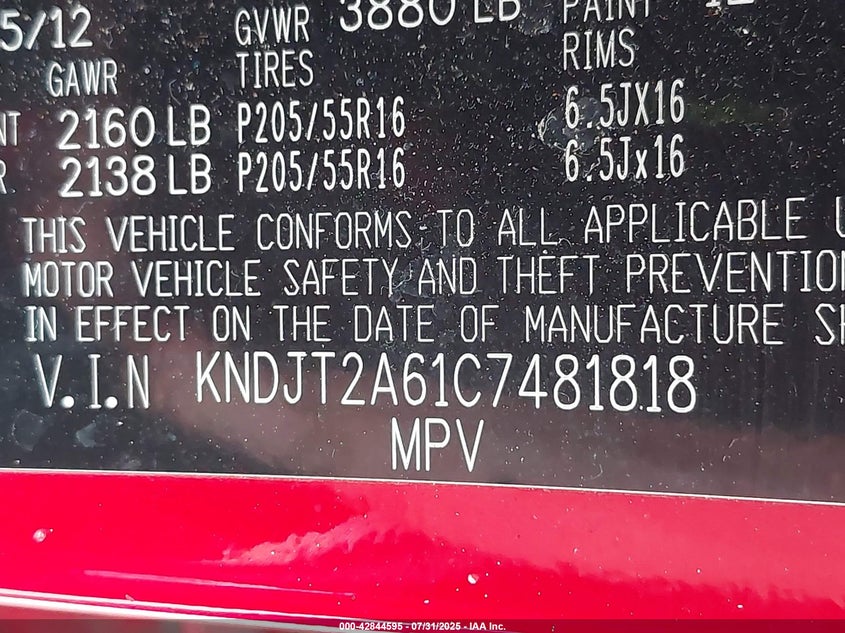 5/12 GVWR 3880 LB PAINT
GAWR TIRES RIMS
NT 2160 LB P205/55R16 6.5JX16
R. 2138 LB P205/55R16 6.5Jx16
THIS VEHICLE CONFORMS TO ALL APPLICABLE U
MOTOR VEHICLE SAFETY AND THEFT PREVENTION
IN EFFECT ON THE DATE OF MANUFACTURE SH
V.I.N KNDJT2A61C7481818
MPV
000-42844595 - 07/31/2025 - IAA Inc.